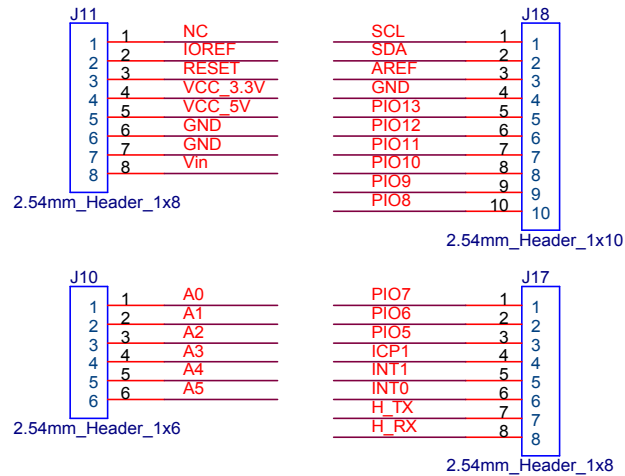 J11
1 1 NC
2 2 IOREF
3 3 RESET
4 4 VCC_3.3V
5 5 VCC_5V
6 6 GND
7 7 GND
8 8 Vin
2.54mm_Header_1x8
J18
SCL 1 1
SDA 2 2
AREF 3 3
GND 4 4
PIO13 5 5
PIO12 6 6
PIO11 7 7
PIO10 8 8
PIO9 9 9
PIO8 10 10
2.54mm_Header_1x10
J10
1 1 A0
2 2 A1
3 3 A2
4 4 A3
5 5 A4
6 6 A5
2.54mm_Header_1x6
J17
PIO7 1 1
PIO6 2 2
PIO5 3 3
ICP1 4 4
INT1 5 5
INT0 6 6
H_TX 7 7
H_RX 8 8
2.54mm_Header_1x8